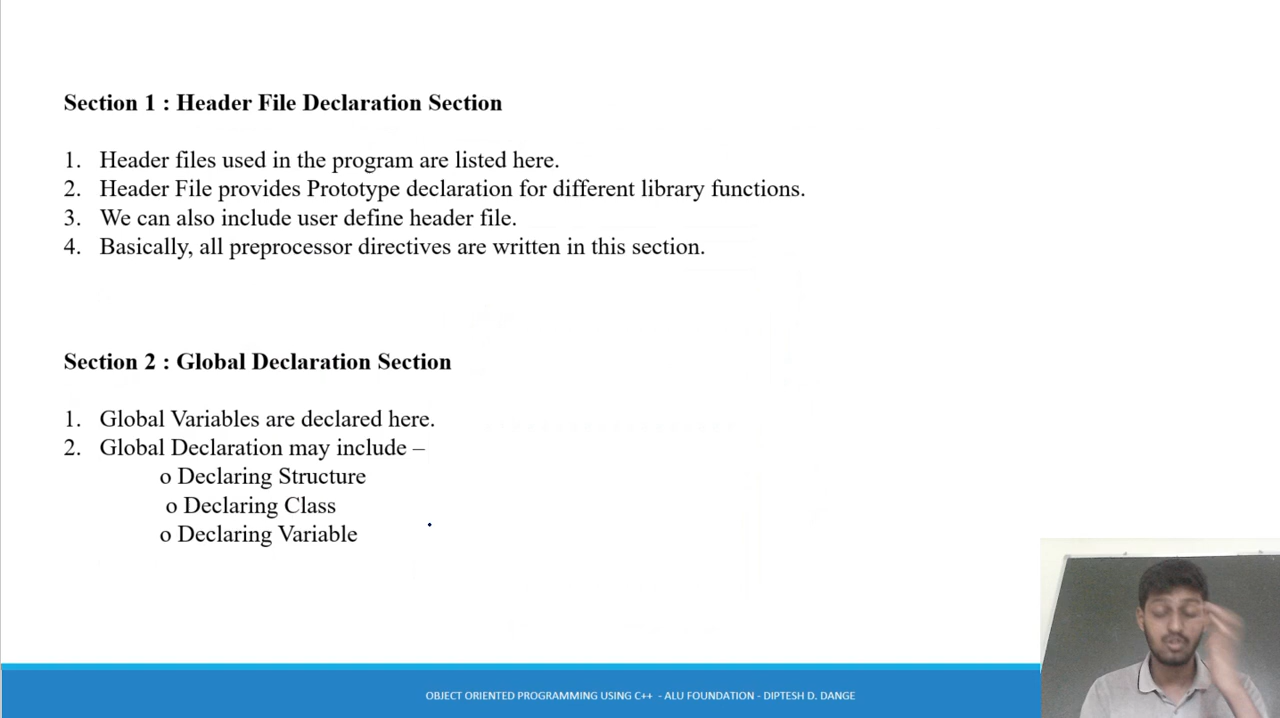 Section 1 : Header File Declaration Section
1. Header files used in the program are listed here.
2. Header File provides Prototype declaration for different library functions.
3. We can also include user define header file.
4. Basically, all preprocessor directives are written in this section.
Section 2 : Global Declaration Section
1. Global Variables are declared here.
2. Global Declaration may include –
o Declaring Structure
o Declaring Class
o Declaring Variable
OBJECT ORIENTED PROGRAMMING USING C++ - ALU FOUNDATION - DIPTESH D. DANGE